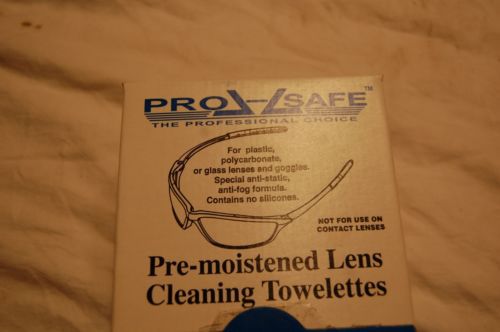 PRO SAFE ™
THE PROFESSIONAL CHOICE
For plastic,
polycarbonate,
or glass lenses and goggles.
Special anti-static,
anti-fog formula.
Contains no silicones.
NOT FOR USE ON
CONTACT LENSES
Pre-moistened Lens
Cleaning Towelettes